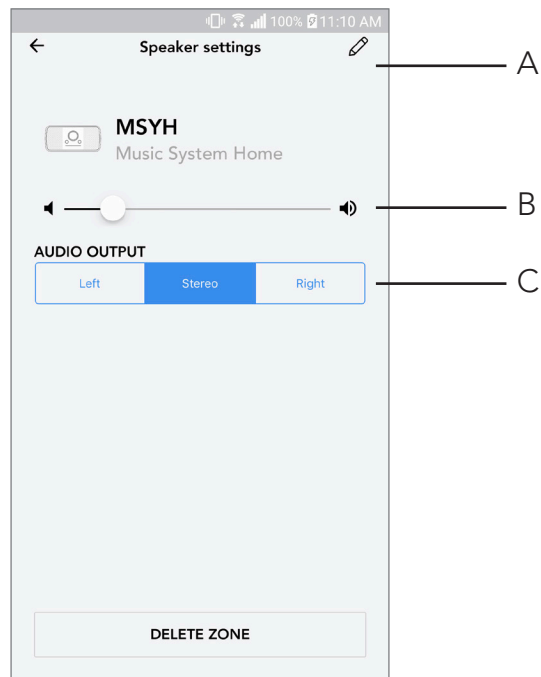 100% 11:10 AM
Speaker settings
A
MSYH
Music System Home
B
AUDIO OUTPUT
Left Stereo Right
C
DELETE ZONE